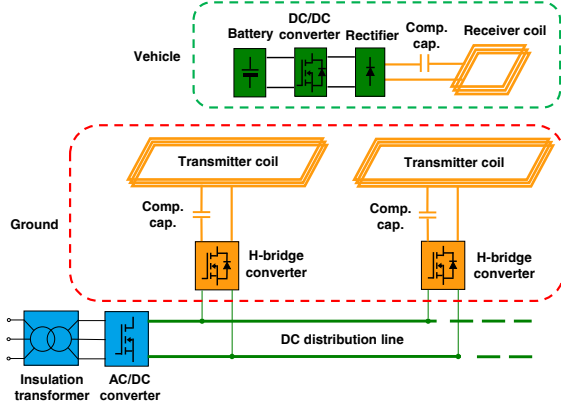 DC/DC
Battery converter Rectifier
Comp.
cap.
Receiver coil
Vehicle
Transmitter coil
Transmitter coil
Comp.
cap.
Comp.
cap.
Ground
H-bridge
converter
H-bridge
converter
DC distribution line
Insulation
transformer
AC/DC
converter